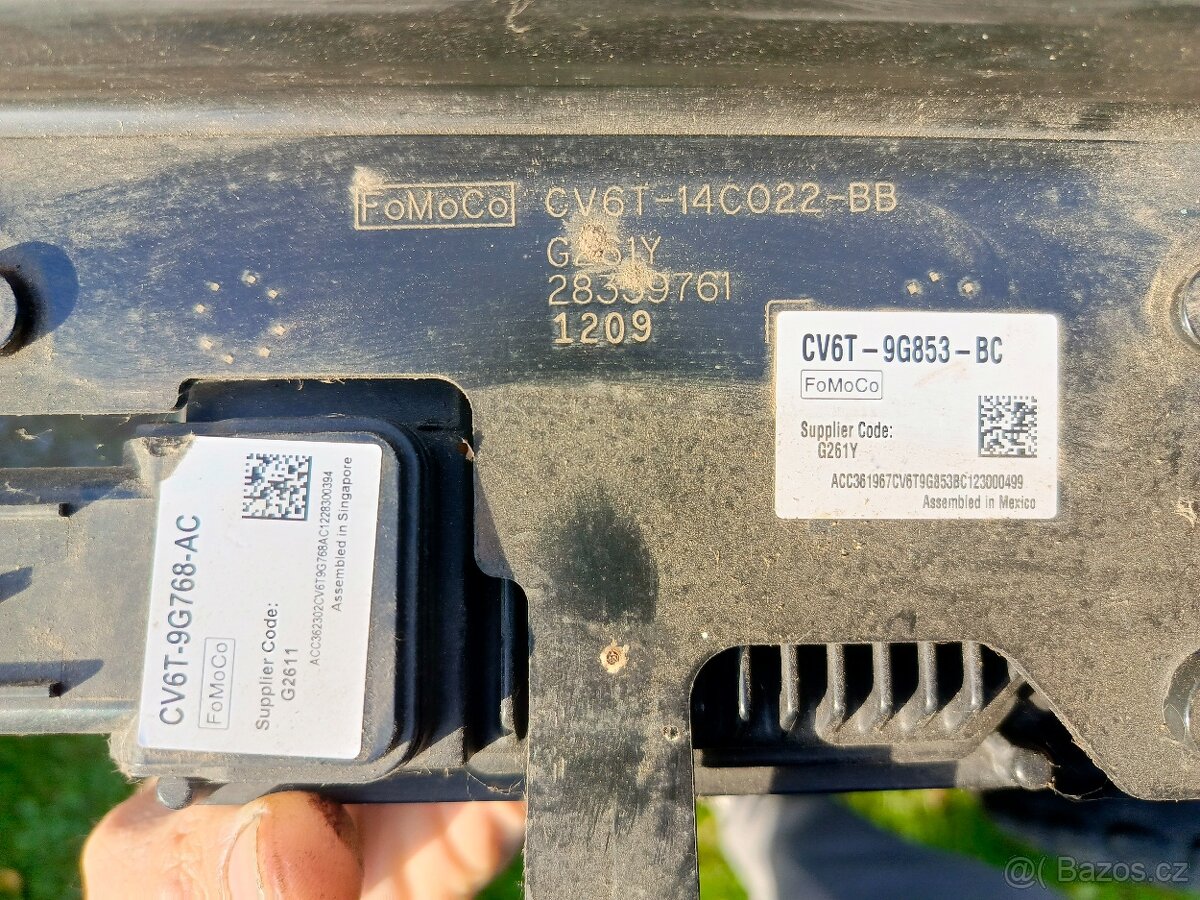 FoMoCo CV6T-14C022-BB
G261Y
28339761
1209
CV6T-9G853-BC
FoMoCo
Supplier Code:
G261Y
ACC361967CV6T9G853BC123000499
Assembled in Mexico
CV6T-9G768-AC
FoMoCo
Supplier Code:
G2611
ACC362302CV6T9G768AC1228300394
Assembled in Singapore
@( Bazos.cz